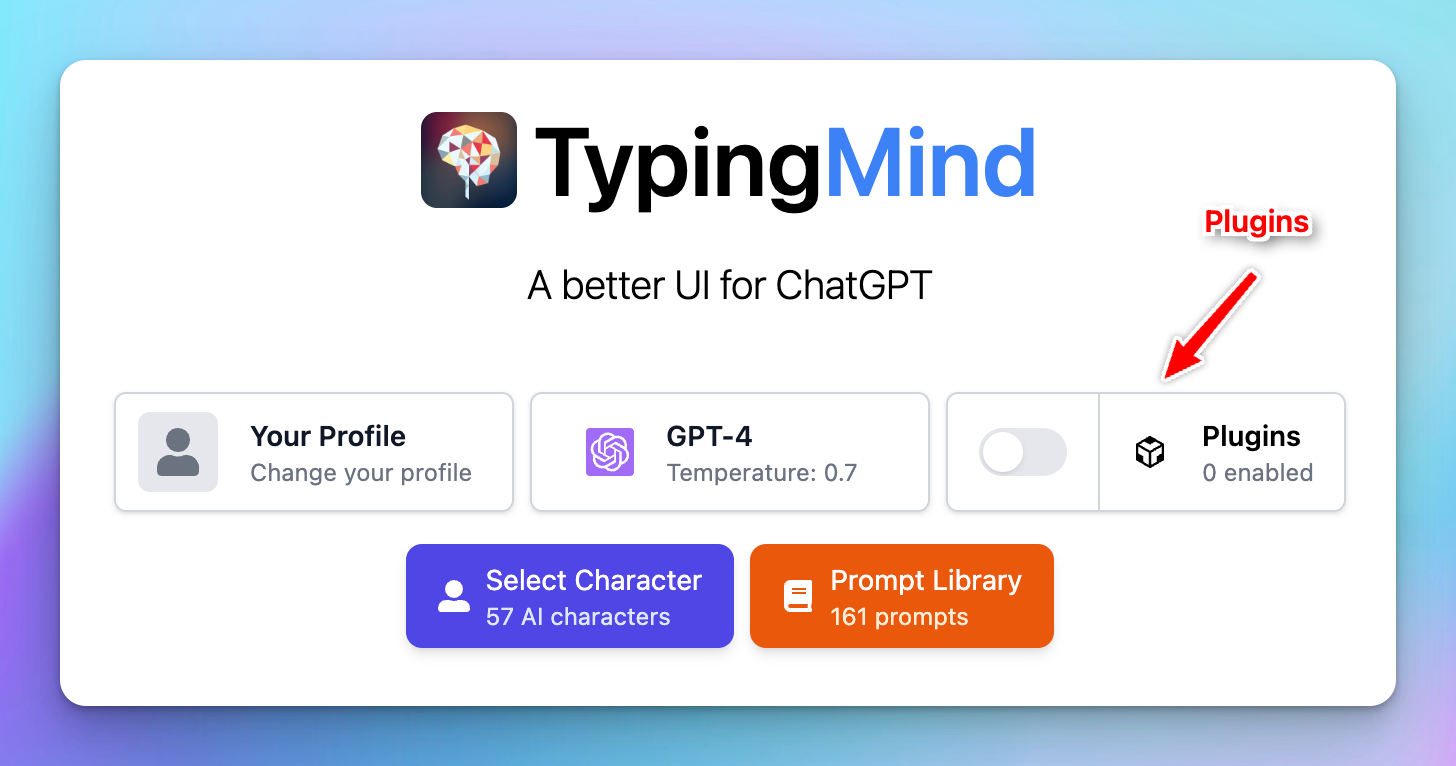 TypingMind
Plugins
A better UI for ChatGPT
Your Profile
Change your profile
GPT-4
Temperature: 0.7
Plugins
0 enabled
Select Character
57 AI characters
Prompt Library
161 prompts